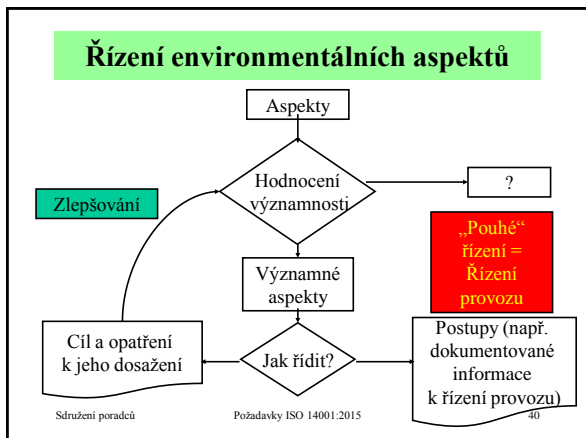 Řízení environmentálních aspektů
Aspekty
Hodnocení
významnosti
?
Zlepšování
„Pouhé“
řízení =
Řízení
provozu
Významné
aspekty
Cíl a opatření
k jeho dosažení
Jak řídit?
Postupy (např.
dokumentované
informace
k řízení provozu)
Sdružení poradců
Požadavky ISO 14001:2015
40